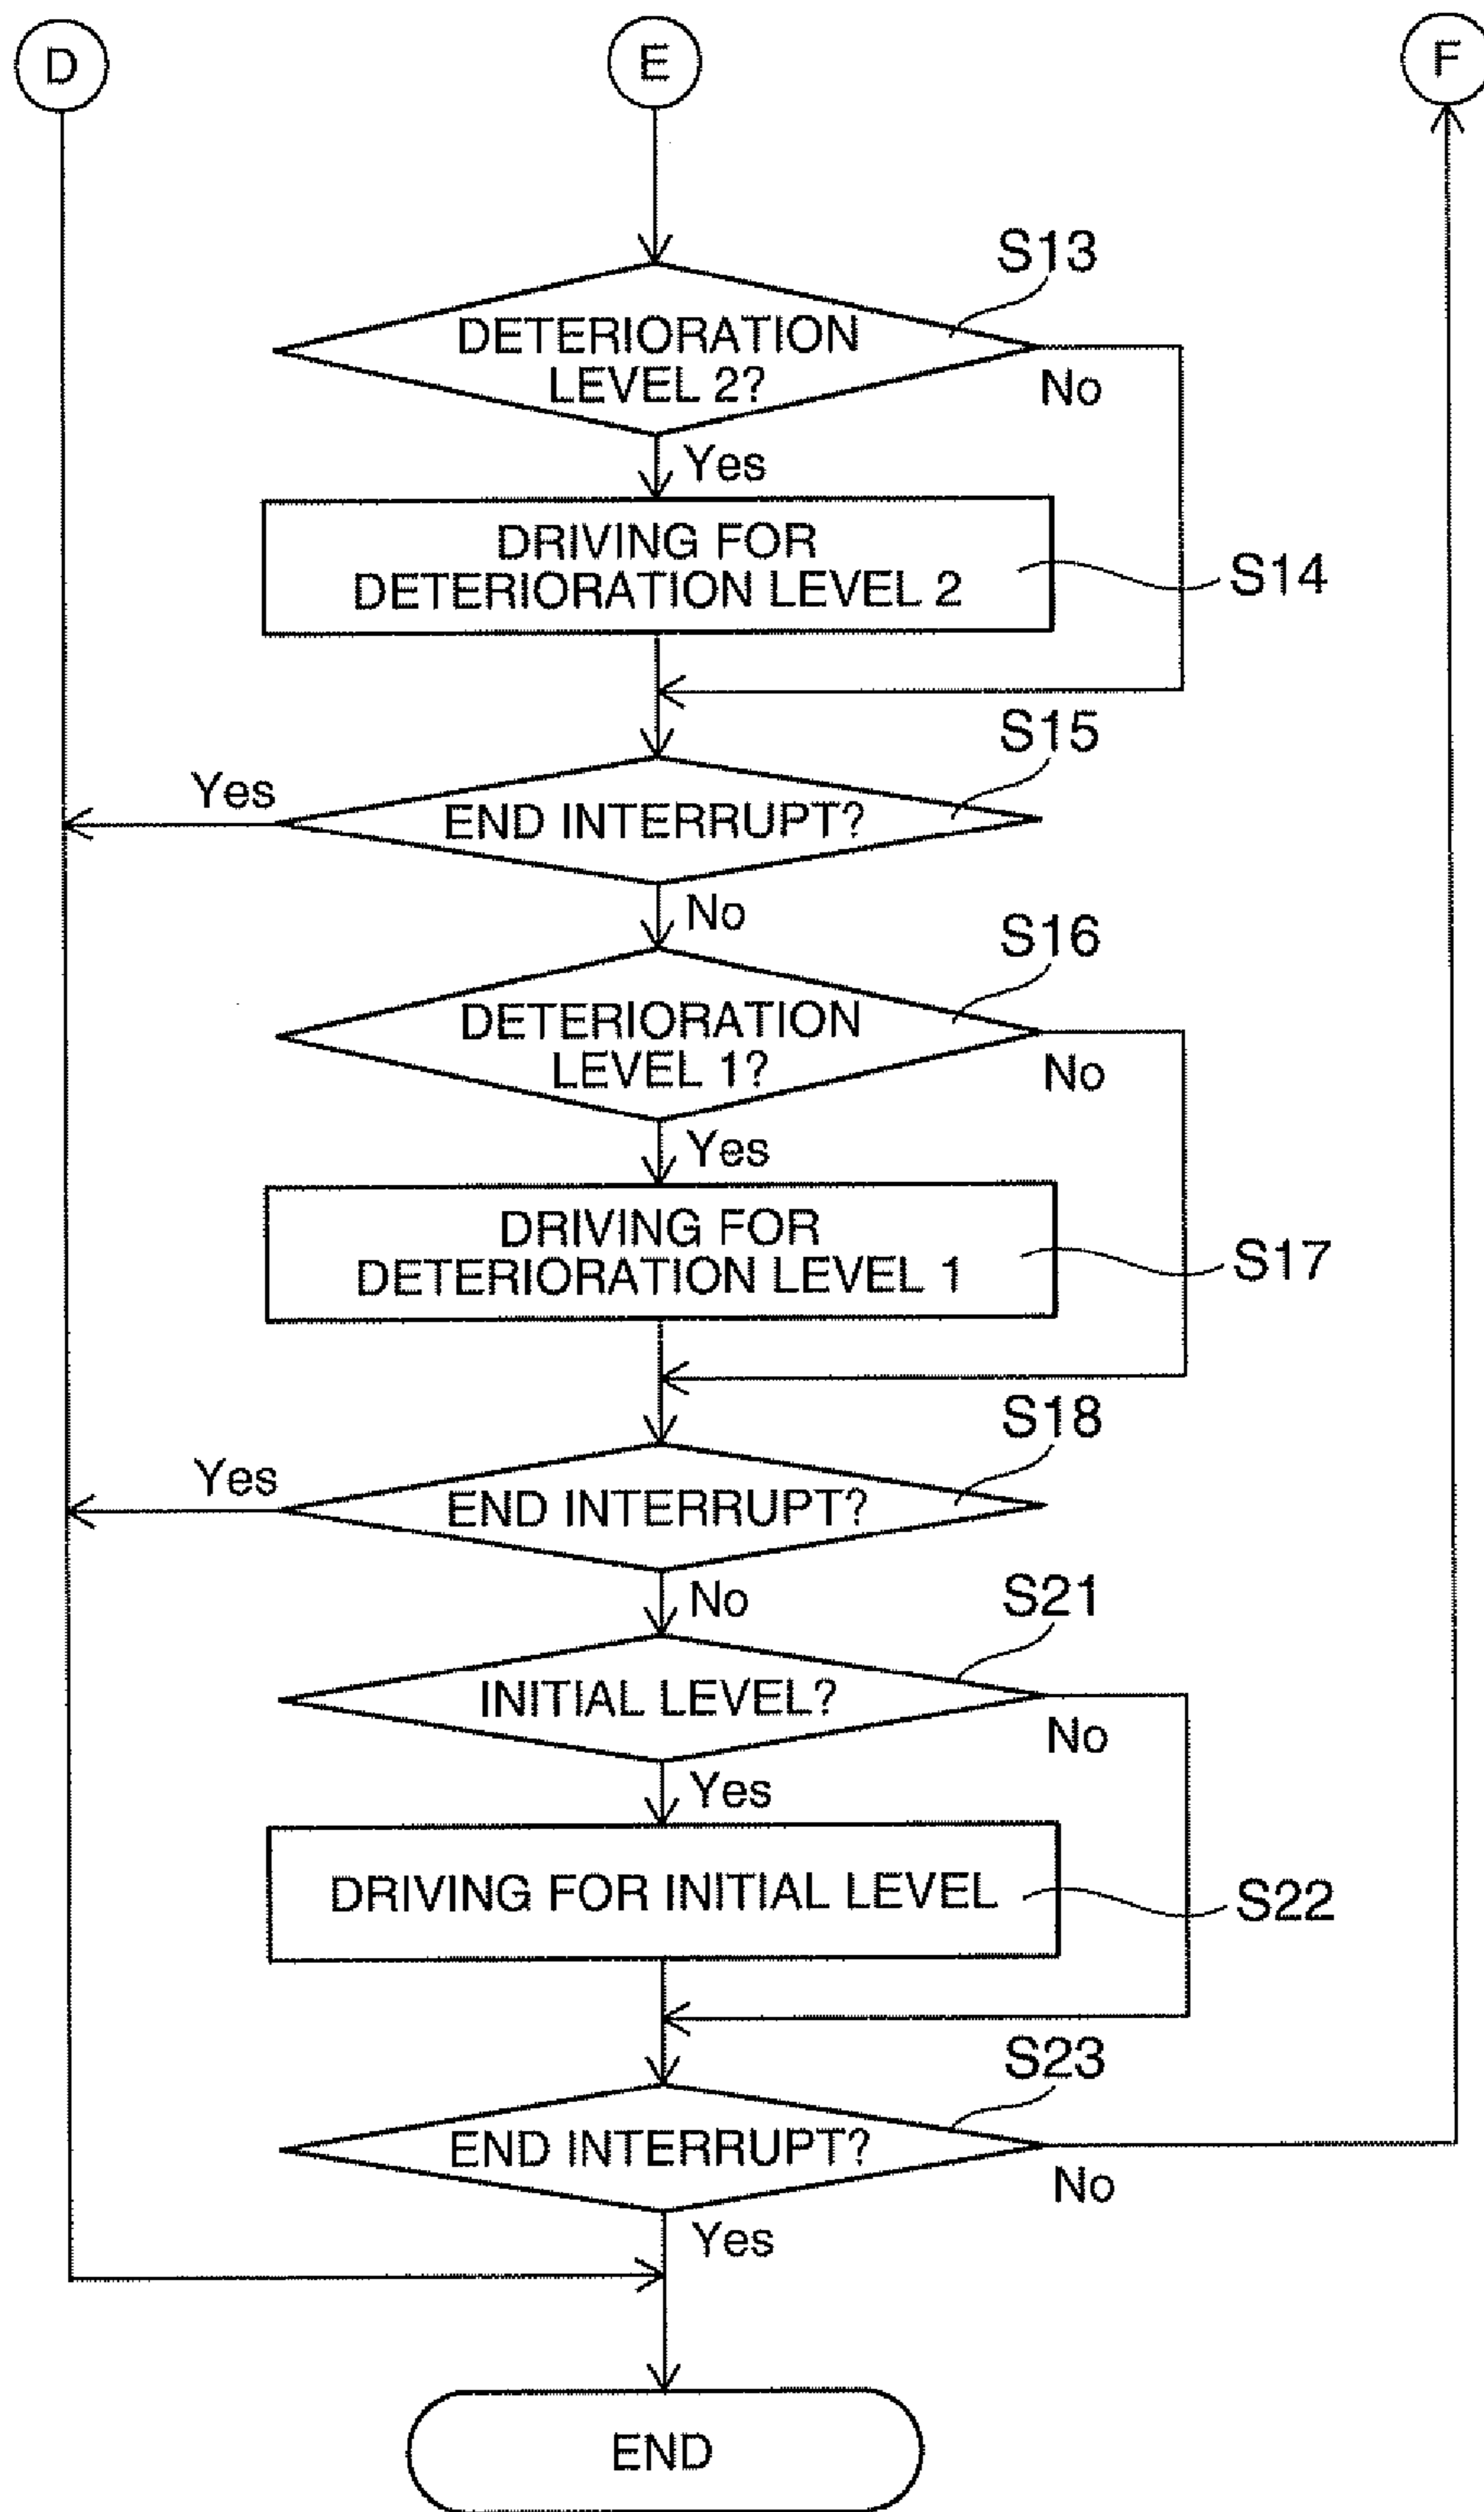 D
E
F
S13
DETERIORATION
LEVEL 2?
No
Yes
DRIVING FOR
DETERIORATION LEVEL 2
S14
S15
Yes
END INTERRUPT?
No
S16
DETERIORATION
LEVEL 1?
No
Yes
DRIVING FOR
DETERIORATION LEVEL 1
S17
S18
Yes
END INTERRUPT?
No
S21
INITIAL LEVEL?
No
Yes
DRIVING FOR INITIAL LEVEL
S22
S23
END INTERRUPT?
No
Yes
END